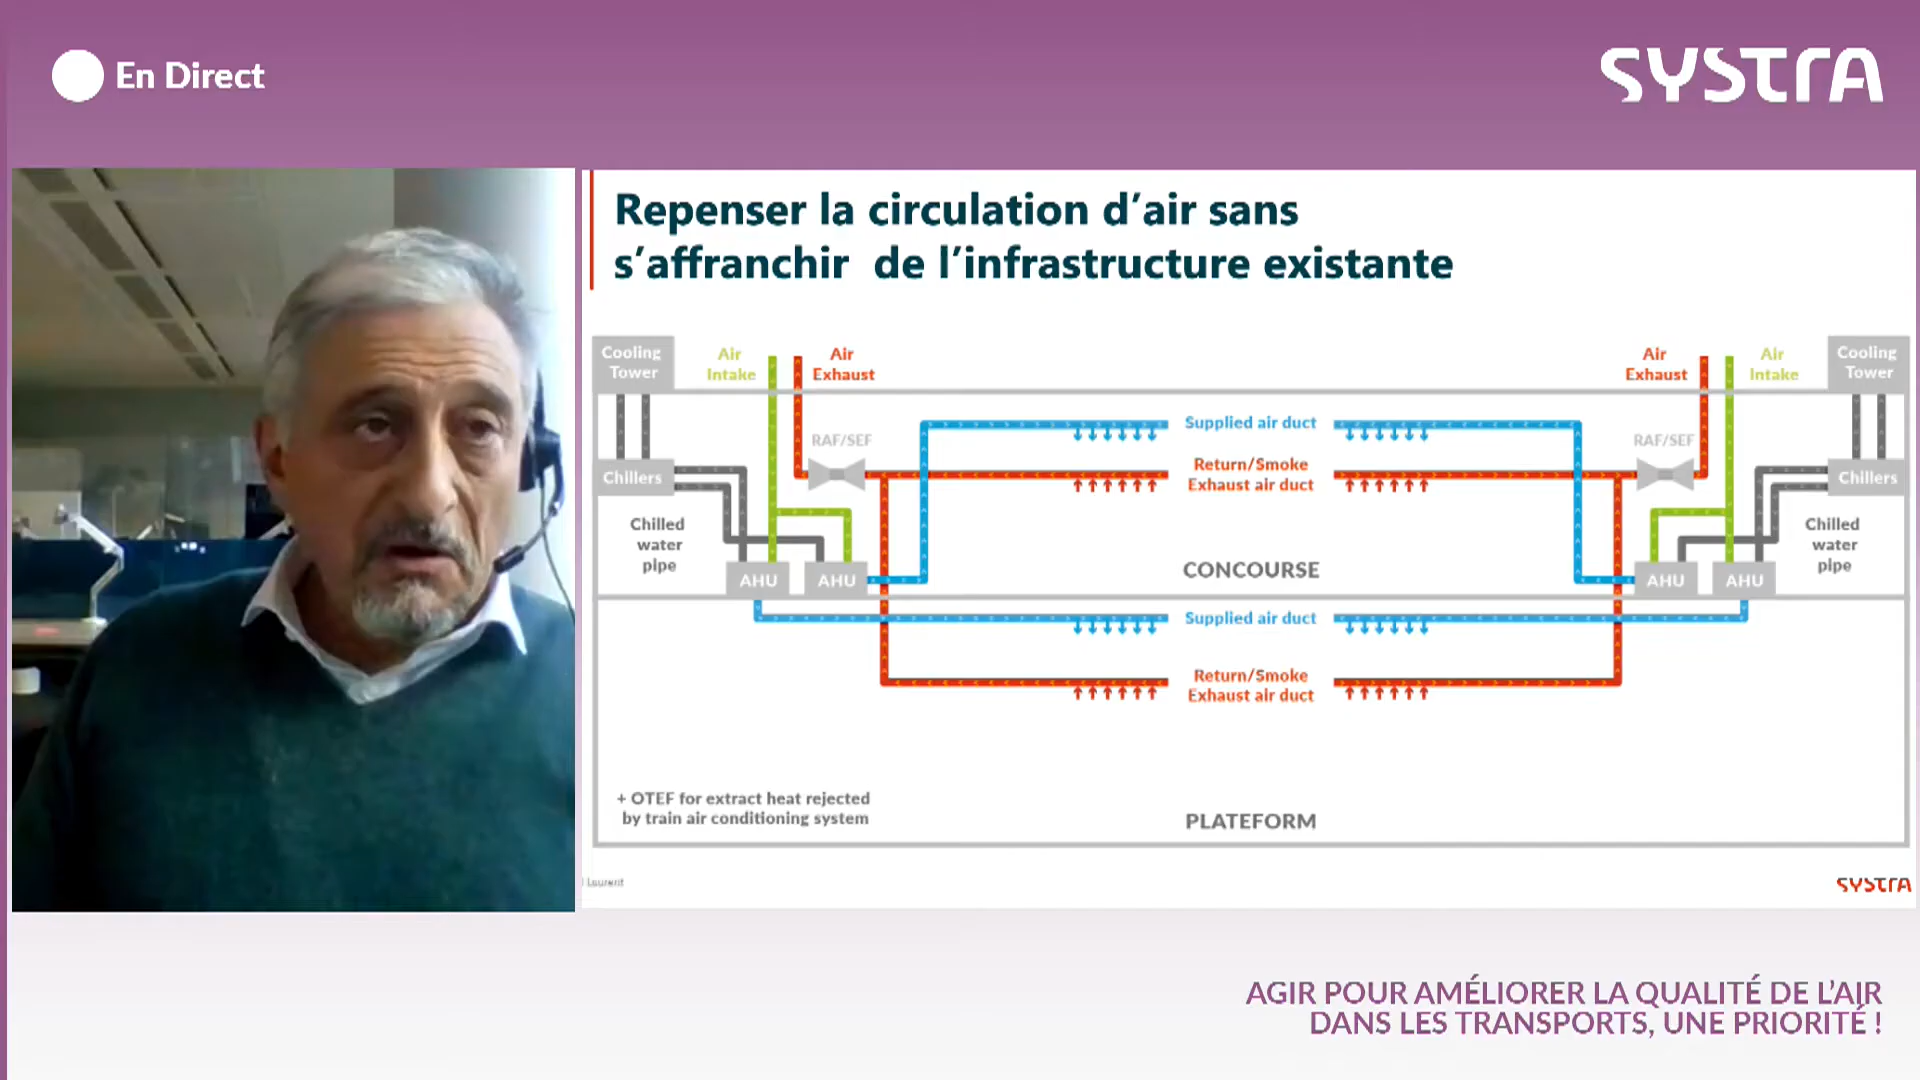 En Direct
SYSTRA
Repenser la circulation d’air sans
s’affranchir de l’infrastructure existante
Cooling
Tower
Air
Intake
Air
Exhaust
Air
Exhaust
Air
Intake
Cooling
Tower
Supplied air duct
RAF/SEF
RAF/SEF
Return/Smoke
Exhaust air duct
Chillers
Chillers
Chilled
water
pipe
Chilled
water
pipe
CONCOURSE
AHU
AHU
AHU
AHU
Supplied air duct
Return/Smoke
Exhaust air duct
+ OTEF for extract heat rejected
by train air conditioning system
PLATEFORM
Laurent
SYSTRA
AGIR POUR AMÉLIORER LA QUALITÉ DE L’AIR
DANS LES TRANSPORTS, UNE PRIORITÉ !